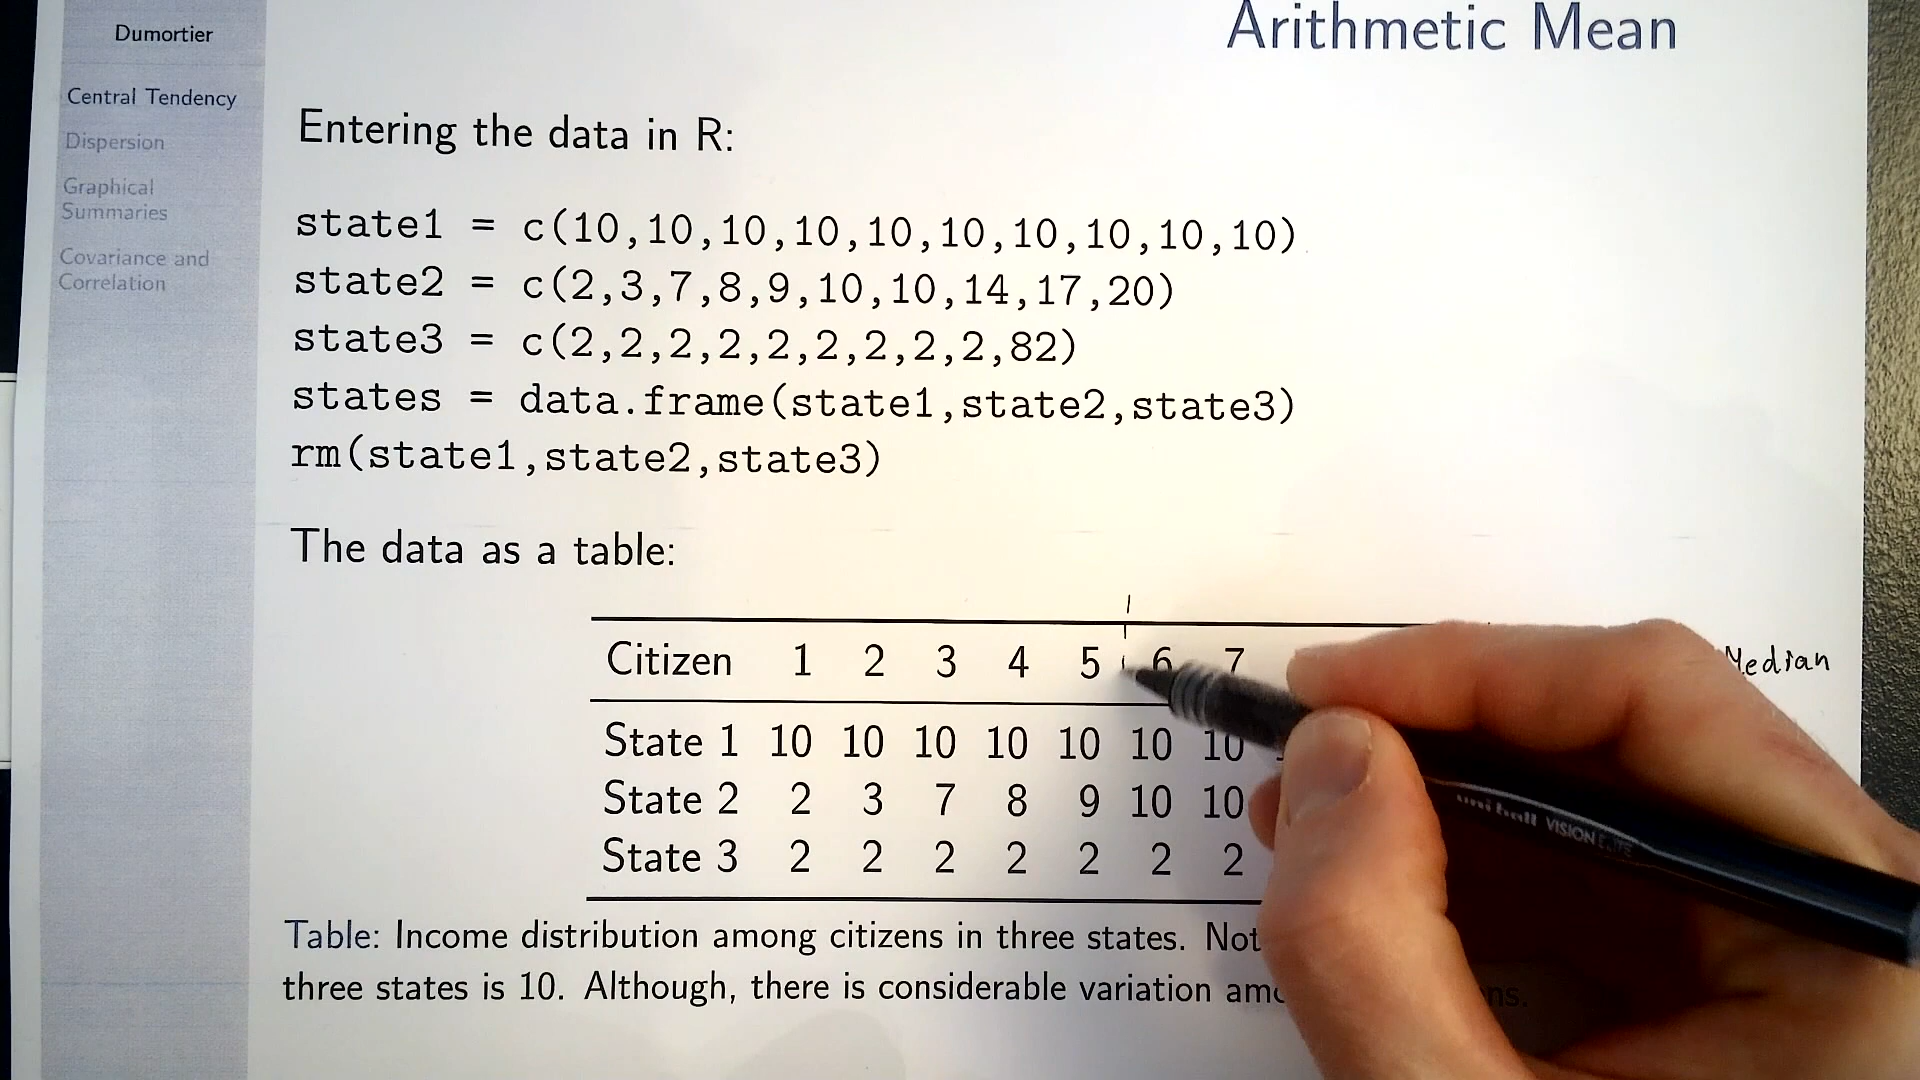 Dumortier
Arithmetic Mean
Central Tendency
Dispersion
Graphical
Summaries
Covariance and
Correlation
Entering the data in R:
state1 = c(10,10,10,10,10,10,10,10,10,10)
state2 = c(2,3,7,8,9,10,10,14,17,20)
state3 = c(2,2,2,2,2,2,2,2,2,82)
states = data.frame(state1,state2,state3)
rm(state1,state2,state3)
The data as a table:
Citizen 1 2 3 4 5 6 7 Median
State 1 10 10 10 10 10 10 10
State 2 2 3 7 8 9 10 10
State 3 2 2 2 2 2 2 2
Table: Income distribution among citizens in three states.
three states is 10. Although, there is considerable variation
uni-ball VISION ELITE